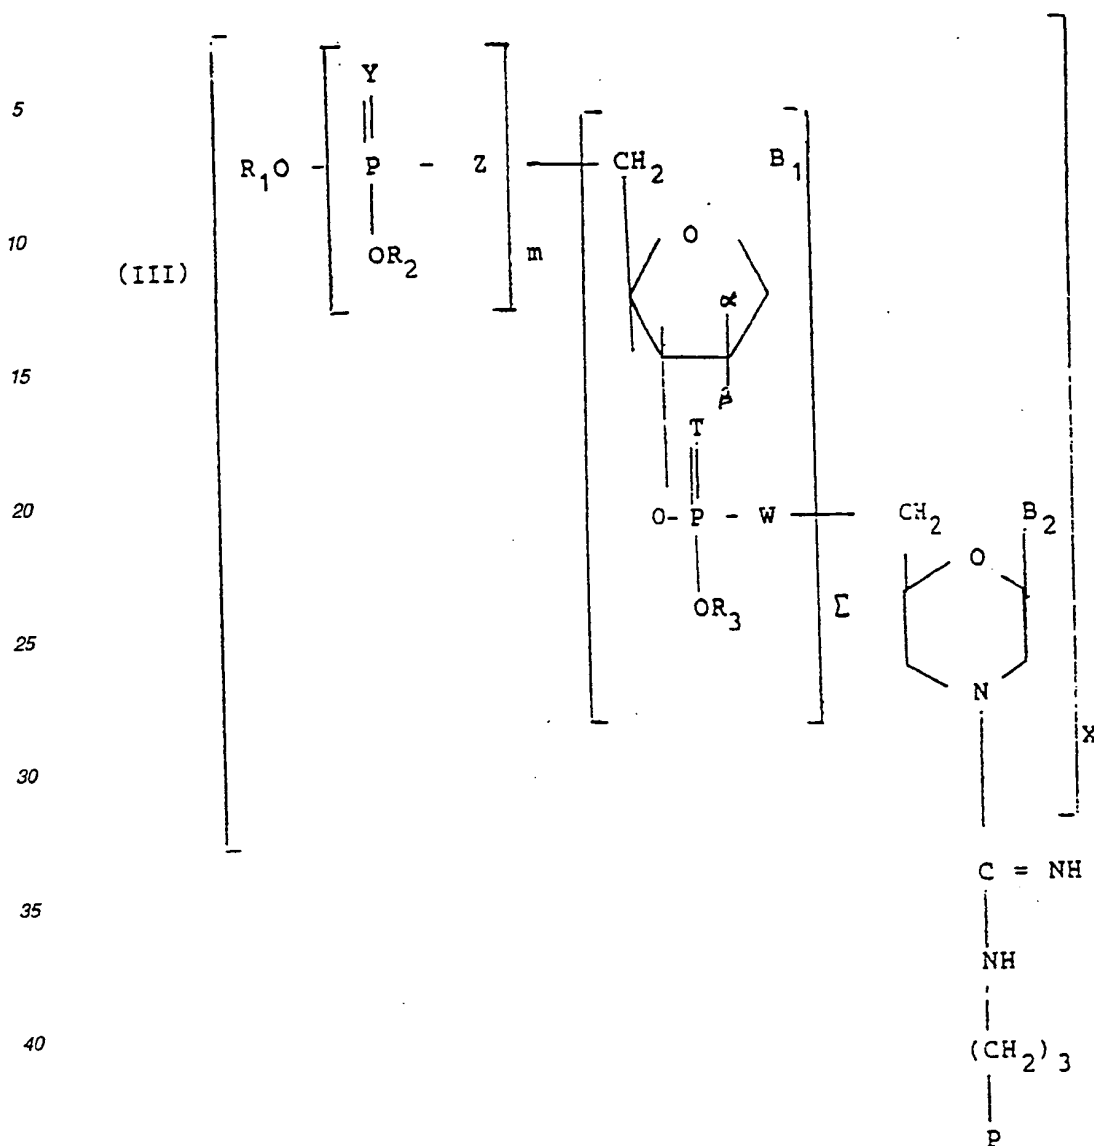 Y
5
R₁O - P - Z CH₂ B₁
10 O
(III) OR₂ m
α
15
β
T
20 O- P - W CH₂ B₂
O
OR₃ Σ
25
N
X
30
C = NH
35
NH
40 (CH₂)₃
P